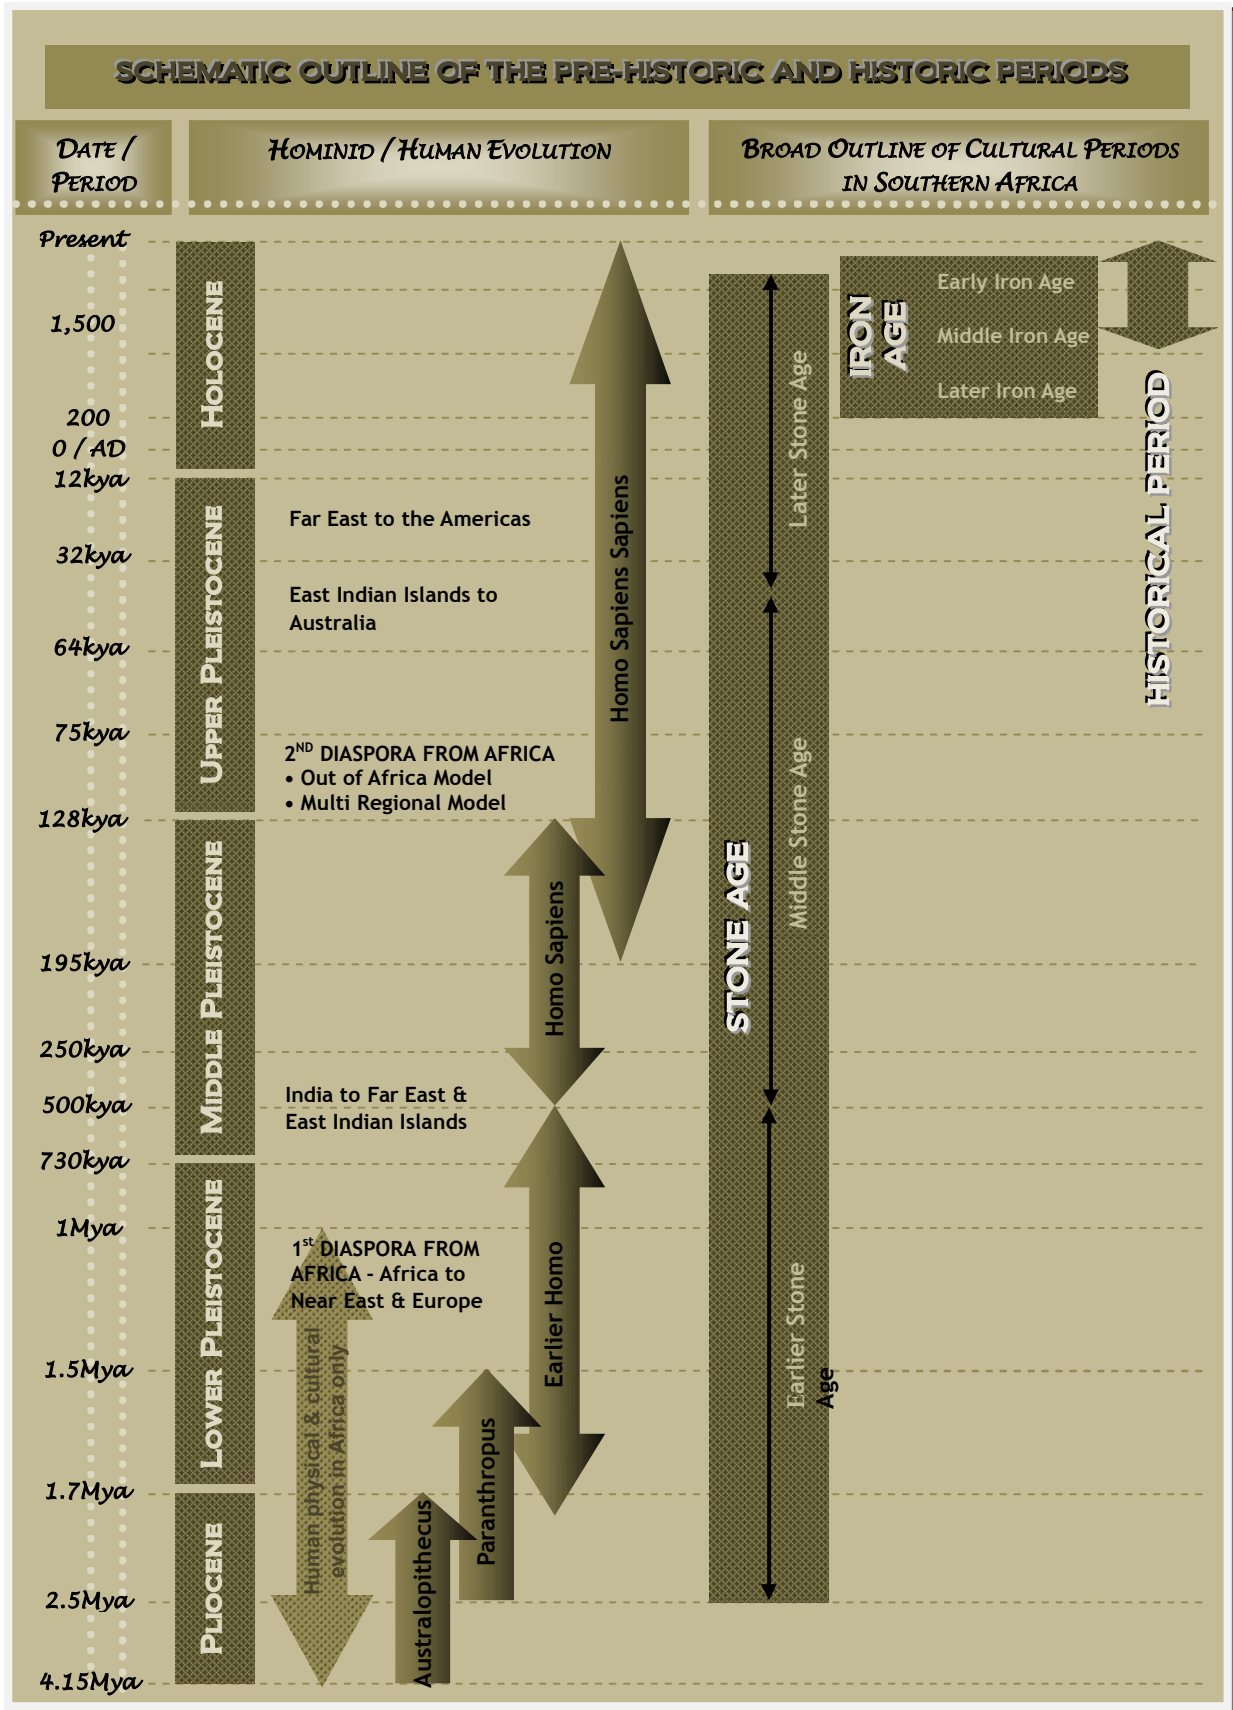 SCHEMATIC OUTLINE OF THE PRE-HISTORIC AND HISTORIC PERIODS
DATE /
PERIOD
HOMINID / HUMAN EVOLUTION
BROAD OUTLINE OF CULTURAL PERIODS
IN SOUTHERN AFRICA
Present
1,500
200
0 / AD
12kya
32kya
64kya
75kya
128kya
195kya
250kya
500kya
730kya
1Mya
1.5Mya
1.7Mya
2.5Mya
4.15Mya
HOLOCENE
UPPER PLEISTOCENE
MIDDLE PLEISTOCENE
LOWER PLEISTOCENE
PLIOCENE
Far East to the Americas
East Indian Islands to
Australia
2ND DIASPORA FROM AFRICA
• Out of Africa Model
• Multi Regional Model
India to Far East &
East Indian Islands
1st DIASPORA FROM
AFRICA - Africa to
Near East & Europe
Human physical & cultural
evolution in Africa only
Australopithecus
Paranthropus
Earlier Homo
Homo Sapiens
Homo Sapiens Sapiens
STONE AGE
Later Stone Age
Middle Stone Age
Earlier Stone
Age
IRON
AGE
Early Iron Age
Middle Iron Age
Later Iron Age
HISTORICAL PERIOD